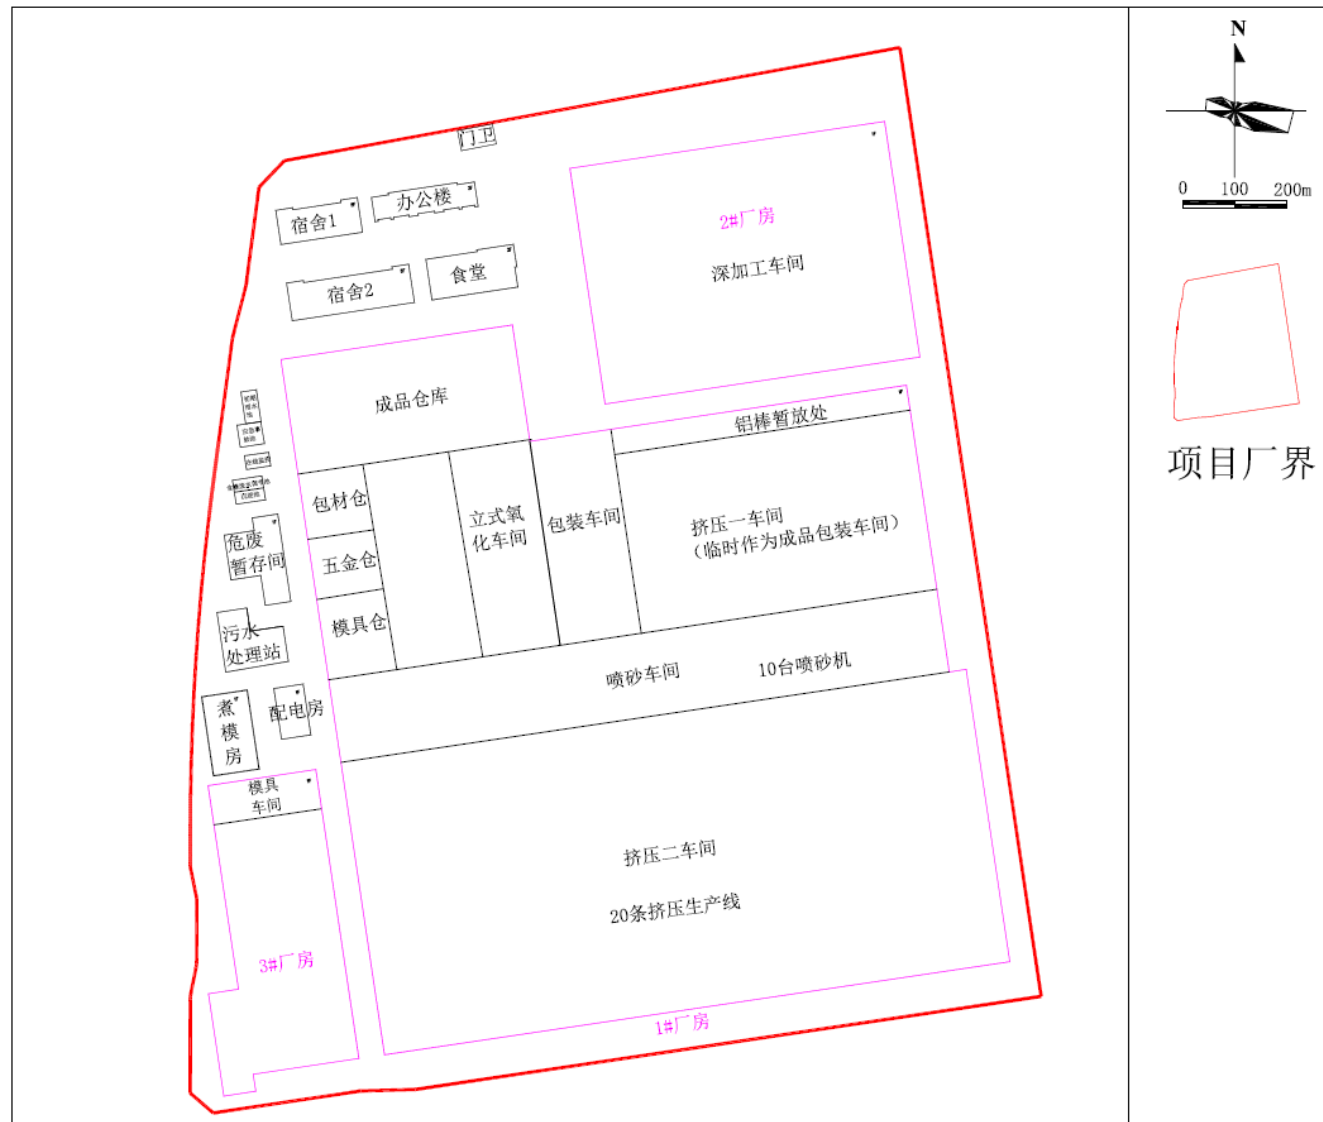 N
0 100 200m
项目厂界
门卫
宿舍1
办公楼
宿舍2
食堂
2#厂房
深加工车间
成品仓库
铝棒暂放处
包材仓
五金仓
模具仓
立式氧
化车间
包装车间
挤压一车间
(临时作为成品包装车间)
危废
暂存间
污水
处理站
煮
模
房
配电房
喷砂车间
10台喷砂机
模具
车间
挤压二车间
20条挤压生产线
3#厂房
1#厂房